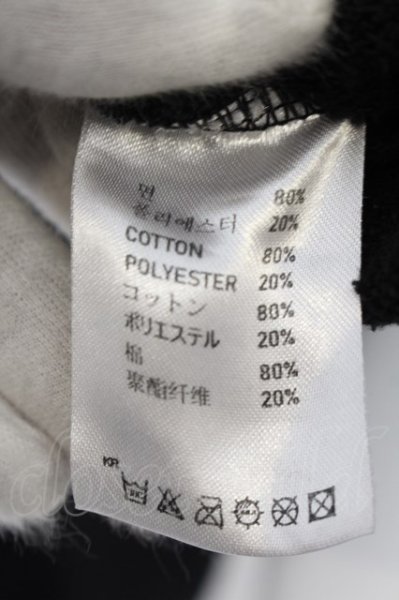 면 80%
폴리에스터 20%
COTTON 80%
POLYESTER 20%
コットン 80%
ポリエステル 20%
棉 80%
聚酯纤维 20%
KR